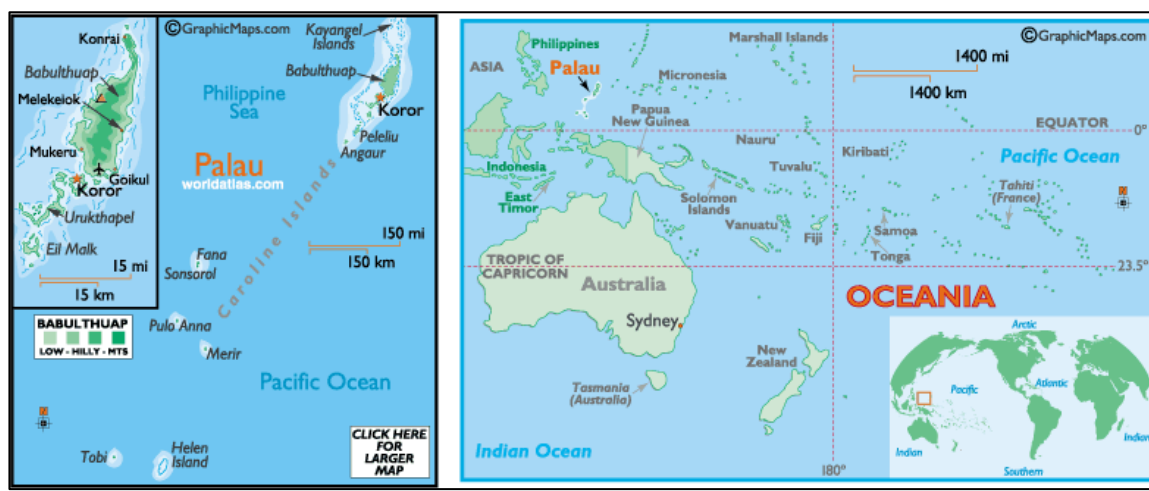 Konrai
Babulthuap
Melekeiok
Mukeru
Goikul
Koror
Urukthapel
Eil Malk
15 mi
15 km
BABULTHUAP
LOW - HILLY - MTS
©GraphicMaps.com
Kayangel
Islands
Babulthuap
Philippine
Sea
Koror
Peleliu
Angaur
Palau
worldatlas.com
Caroline Islands
150 mi
150 km
Fana
Sonsorol
Pulo Anna
Merir
Pacific Ocean
N
Tobi
Helen
Island
CLICK HERE
FOR
LARGER
MAP
Philippines
Marshall Islands
©GraphicMaps.com
ASIA
Palau
Micronesia
1400 mi
1400 km
Papua
New Guinea
EQUATOR
0°
Nauru
Kiribati
Pacific Ocean
Indonesia
Tuvalu
East
Timor
Solomon
Islands
Tahiti
(France)
N
Vanuatu
Fiji
Samoa
Tonga
TROPIC OF
CAPRICORN
23.5°
Australia
OCEANIA
Sydney
New
Zealand
Tasmania
(Australia)
Indian Ocean
180°
Arctic
Pacific
Atlantic
Indian
Indian
Southern